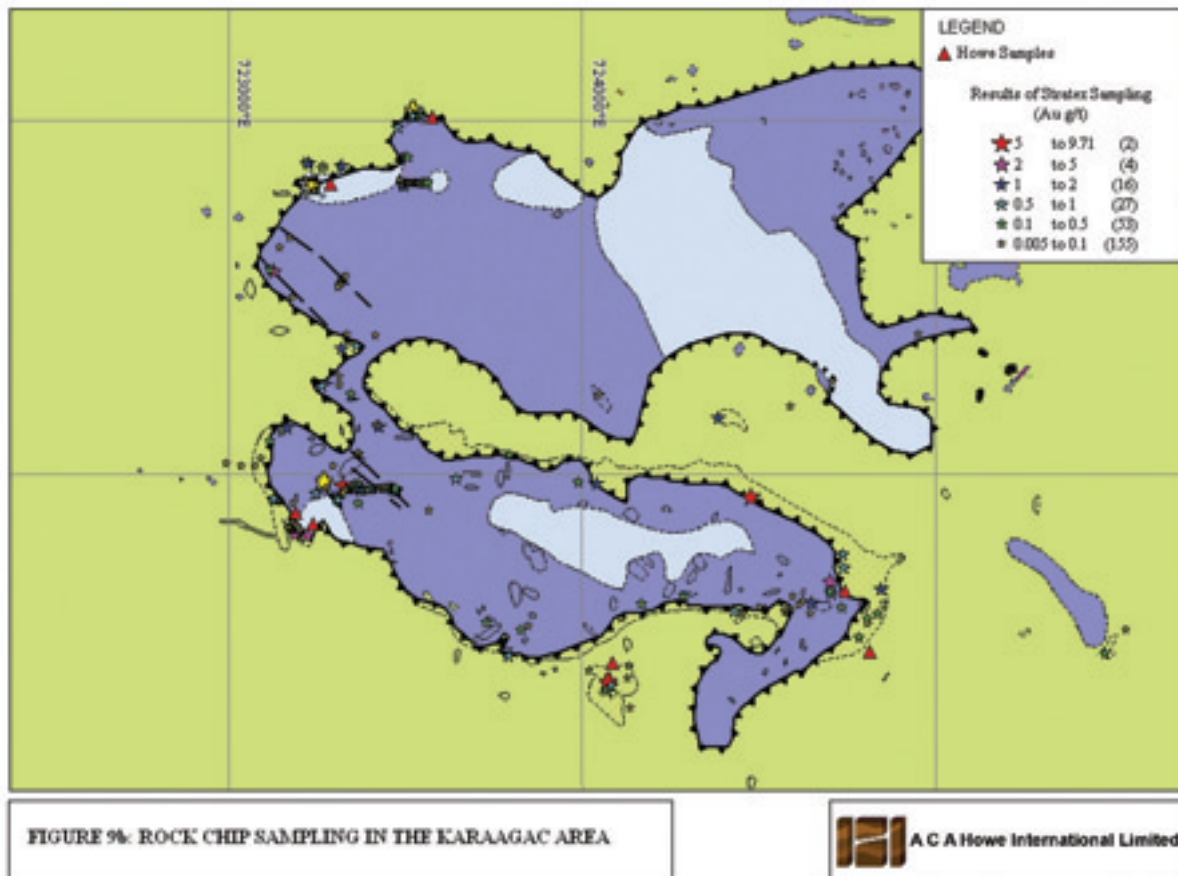 LEGEND
Howe Samples
Results of Stratex Sampling
(Au g/t)
5 to 9.71 (2)
2 to 5 (4)
1 to 2 (16)
0.5 to 1 (27)
0.1 to 0.5 (53)
0.005 to 0.1 (155)
723000°E
724000°E
FIGURE 9b: ROCK CHIP SAMPLING IN THE KARAAGAC AREA
A C A Howe International Limited